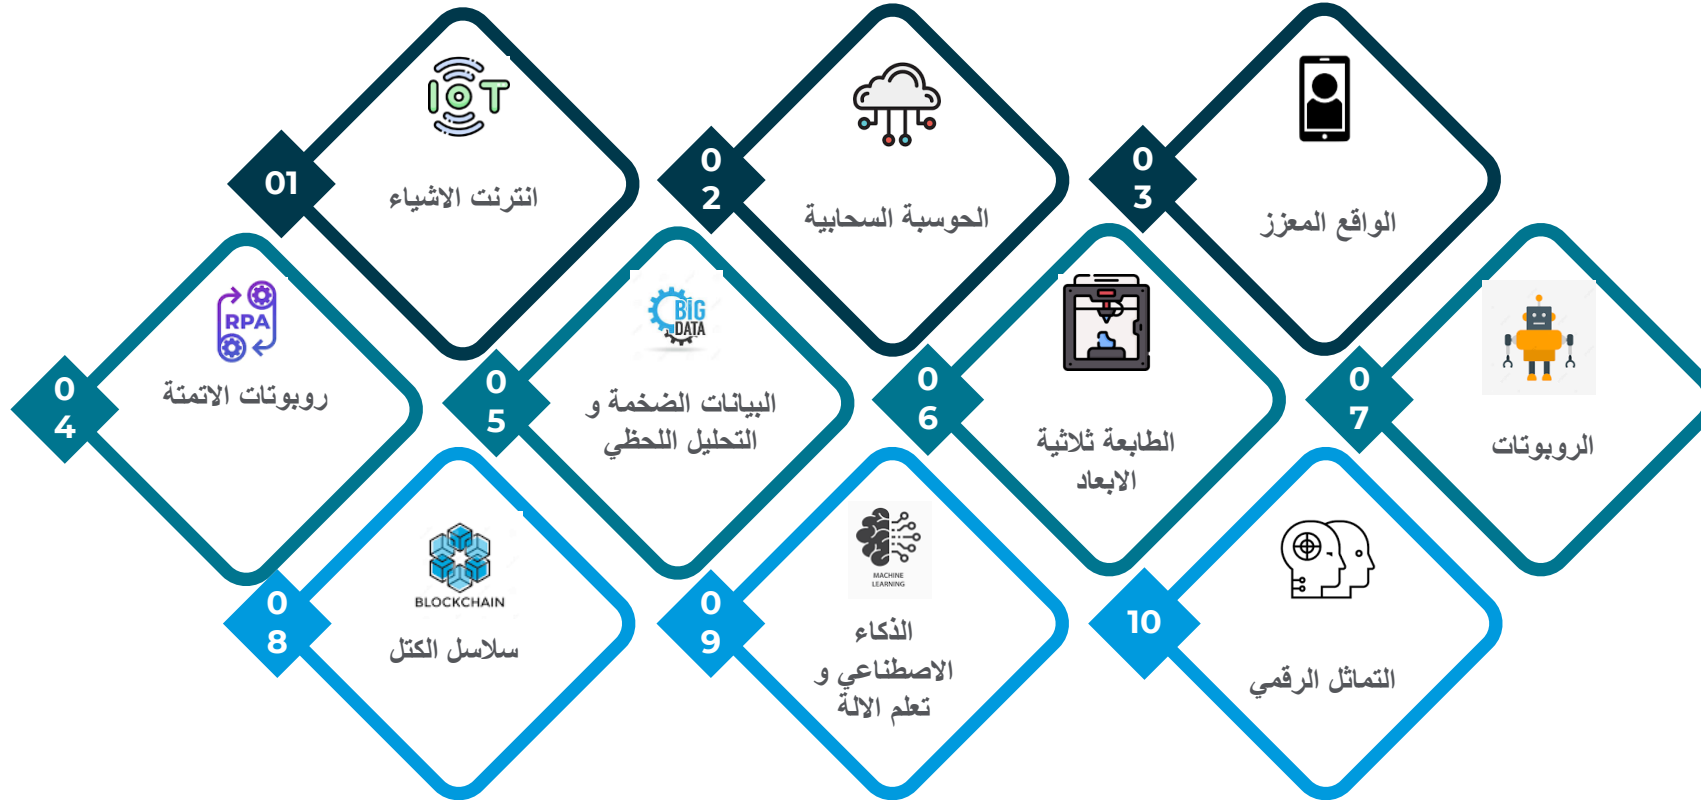 IoT
01
انترنت الاشياء
0
2
الحوسبة السحابية
0
3
الواقع المعزز
RPA
0
4
روبوتات الاتمتة
BIG
DATA
0
5
البيانات الضخمة و
التحليل اللحظي
0
6
الطابعة ثلاثية
الابعاد
0
7
الروبوتات
BLOCKCHAIN
0
8
سلاسل الكتل
MACHINE
LEARNING
0
9
الذكاء
الاصطناعي و
تعلم الالة
10
التماثل الرقمي